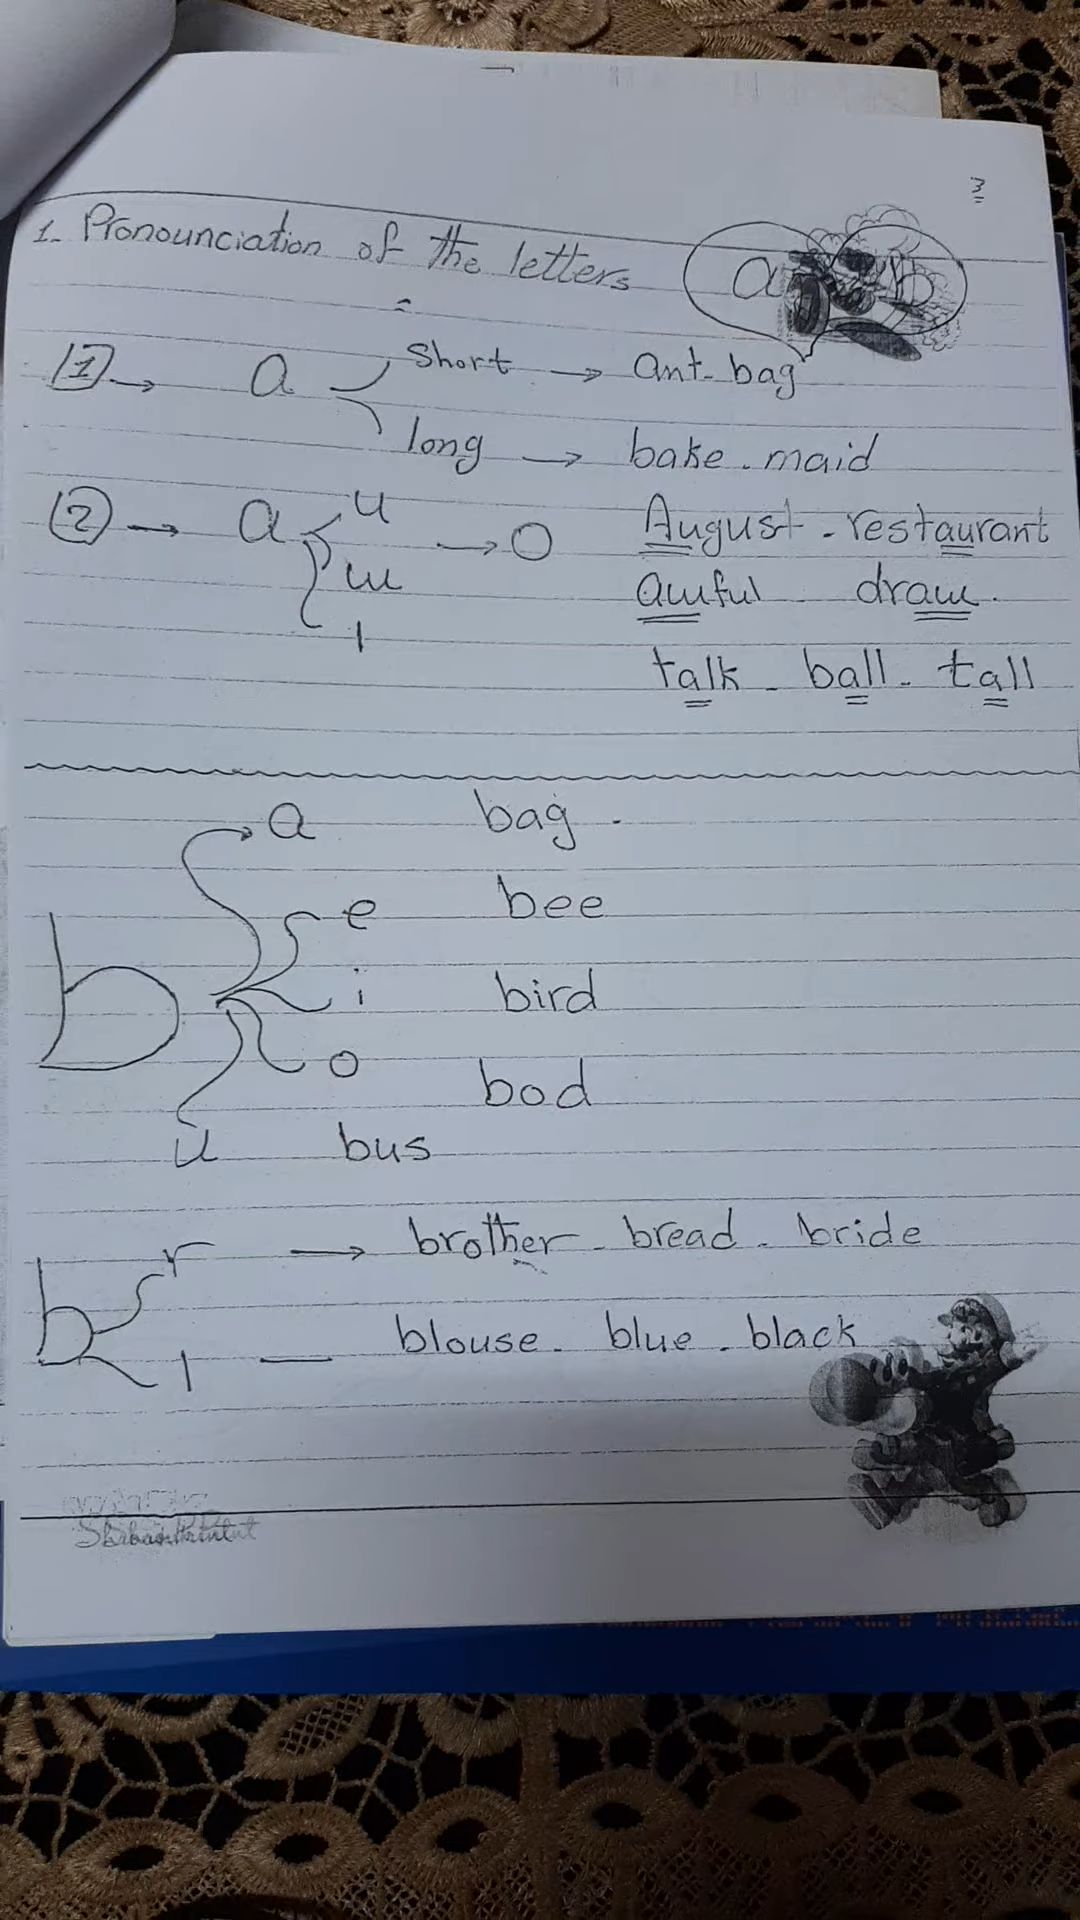 1- Pronounciation of the letters
a b
1 → a short → ant - bag
long → bake - maid
2 → a u → o August - restaurant
w awful draw
l talk - ball - tall
a bag
e bee
b i bird
o bod
u bus
b r → brother - bread - bride
l — blouse - blue - black